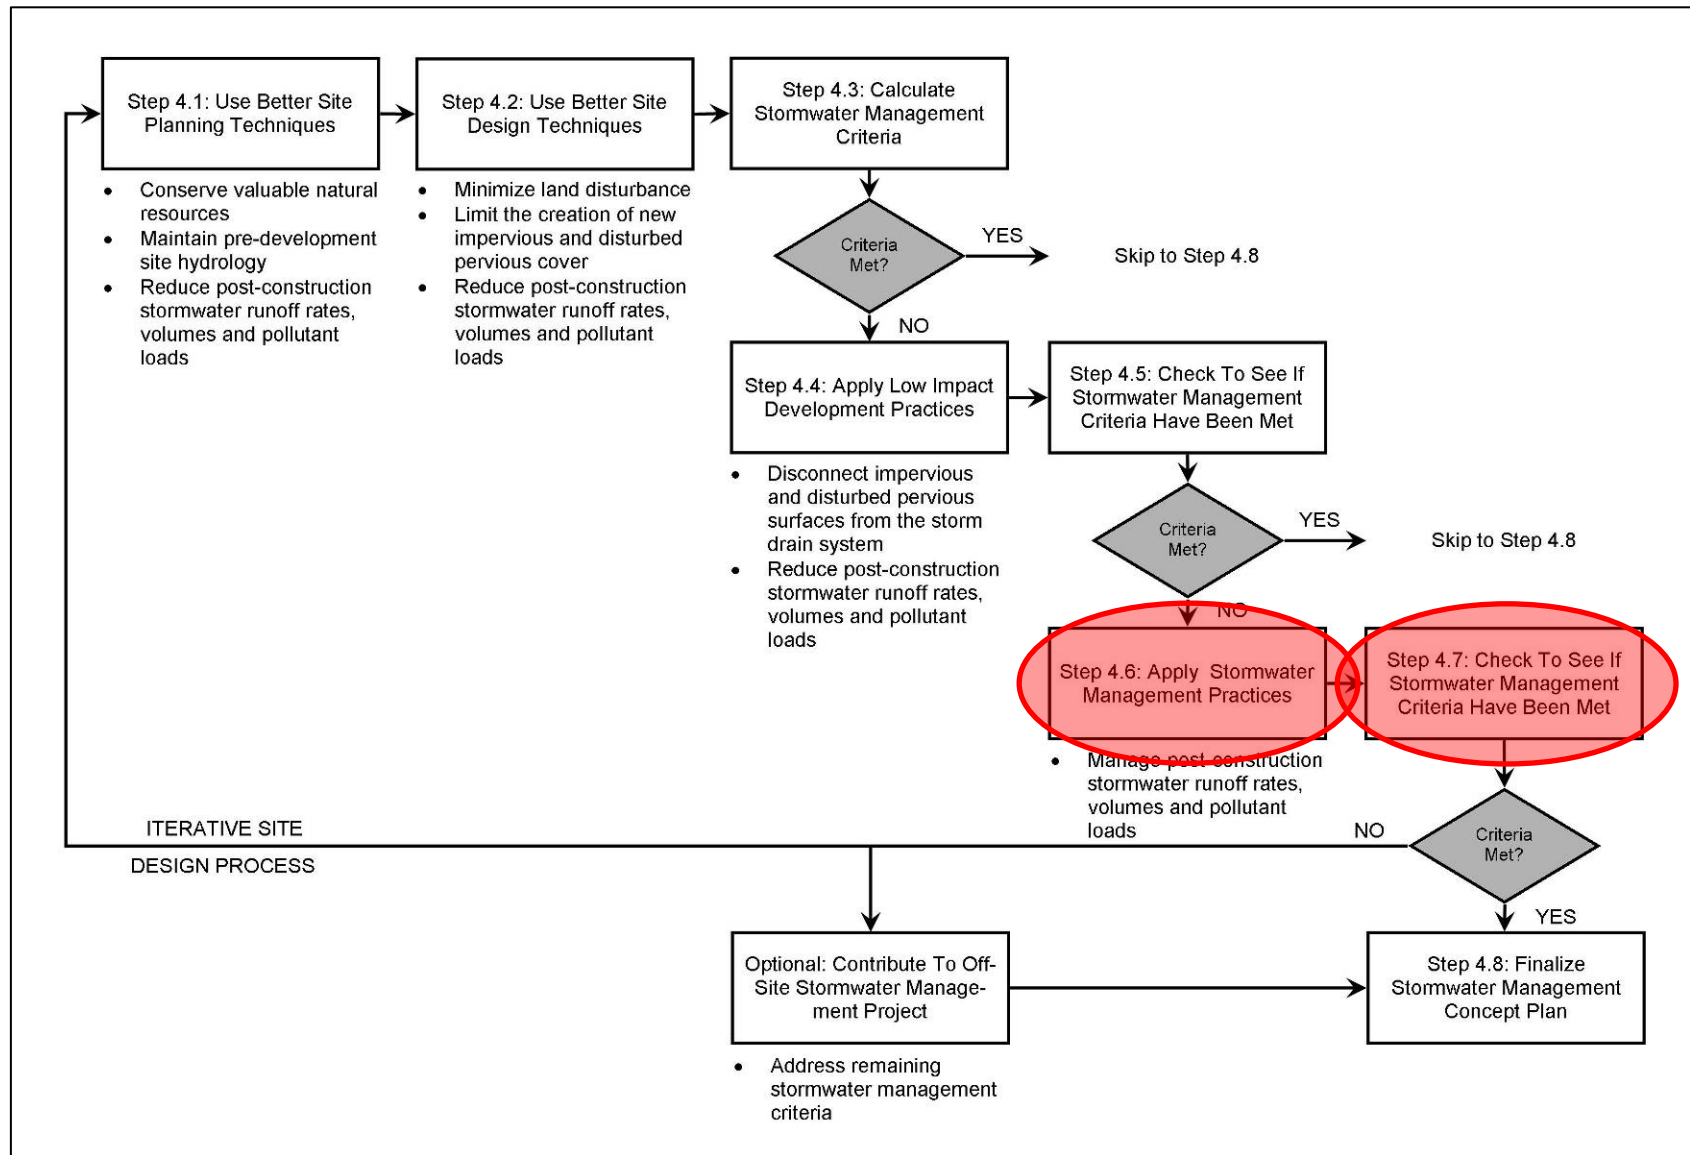 Step 4.1: Use Better Site
Planning Techniques
• Conserve valuable natural
resources
• Maintain pre-development
site hydrology
• Reduce post-construction
stormwater runoff rates,
volumes and pollutant
loads
Step 4.2: Use Better Site
Design Techniques
• Minimize land disturbance
• Limit the creation of new
impervious and disturbed
pervious cover
• Reduce post-construction
stormwater runoff rates,
volumes and pollutant
loads
Step 4.3: Calculate
Stormwater Management
Criteria
Criteria
Met?
YES
Skip to Step 4.8
NO
Step 4.4: Apply Low Impact
Development Practices
• Disconnect impervious
and disturbed pervious
surfaces from the storm
drain system
• Reduce post-construction
stormwater runoff rates,
volumes and pollutant
loads
Step 4.5: Check To See If
Stormwater Management
Criteria Have Been Met
Criteria
Met?
YES
Skip to Step 4.8
NO
Step 4.6: Apply Stormwater
Management Practices
• Manage post-construction
stormwater runoff rates,
volumes and pollutant
loads
Step 4.7: Check To See If
Stormwater Management
Criteria Have Been Met
Criteria
Met?
NO
YES
ITERATIVE SITE
DESIGN PROCESS
Optional: Contribute To Off-
Site Stormwater Manage-
ment Project
• Address remaining
stormwater management
criteria
Step 4.8: Finalize
Stormwater Management
Concept Plan